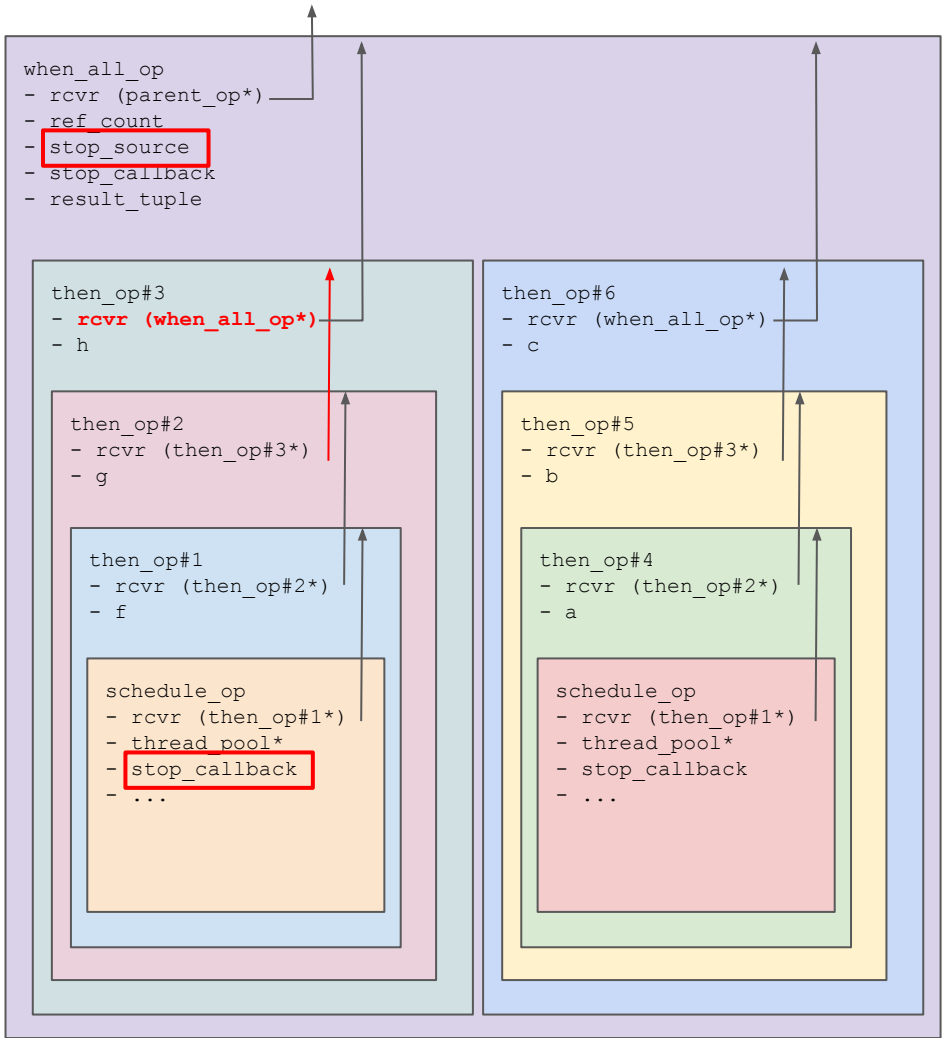 when_all_op
- rcvr (parent_op*)
- ref_count
- stop_source
- stop_callback
- result_tuple
then_op#3
- rcvr (when_all_op*)
- h
then_op#2
- rcvr (then_op#3*)
- g
then_op#1
- rcvr (then_op#2*)
- f
schedule_op
- rcvr (then_op#1*)
- thread_pool*
- stop_callback
- ...
then_op#6
- rcvr (when_all_op*)
- c
then_op#5
- rcvr (then_op#3*)
- b
then_op#4
- rcvr (then_op#2*)
- a
schedule_op
- rcvr (then_op#1*)
- thread_pool*
- stop_callback
- ...